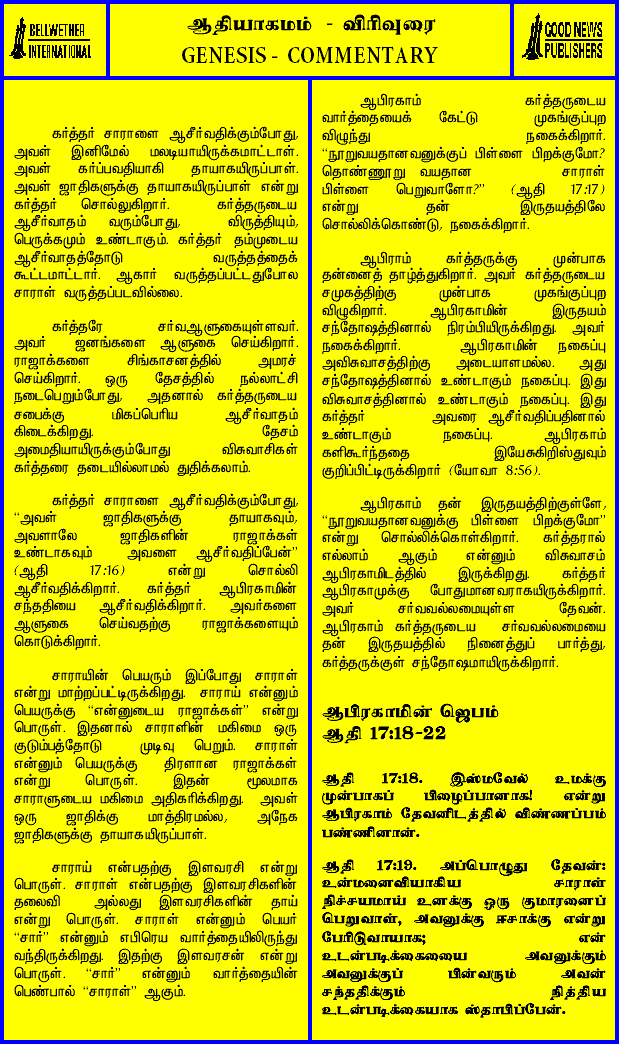 BELLWETHER
INTERNATIONAL
ஆதியாகமம் - விரிவுரை
GENESIS - COMMENTARY
GOOD NEWS
PUBLISHERS
கர்த்தர் சாராளை ஆசீர்வதிக்கும்போது,
அவள் இனிமேல் மலடியாயிருக்கமாட்டாள்.
அவள் கர்ப்பவதியாகி தாயாகயிருப்பாள்.
அவள் ஜாதிகளுக்கு தாயாகயிருப்பாள் என்று
கர்த்தர் சொல்லுகிறார். கர்த்தருடைய
ஆசீர்வாதம் வரும்போது, விருத்தியும்,
பெருக்கமும் உண்டாகும். கர்த்தர் தம்முடைய
ஆசீர்வாதத்தோடு வருத்தத்தைக்
கூட்டமாட்டார். ஆகார் வருத்தப்பட்டதுபோல
சாராள் வருத்தப்படவில்லை.
கர்த்தரே சர்வஆளுகையுள்ளவர்.
அவர் ஜனங்களை ஆளுகை செய்கிறார்.
ராஜாக்களை சிங்காசனத்தில் அமரச்
செய்கிறார். ஒரு தேசத்தில் நல்லாட்சி
நடைபெறும்போது, அதனால் கர்த்தருடைய
சபைக்கு மிகப்பெரிய ஆசீர்வாதம்
கிடைக்கிறது. தேசம்
அமைதியாயிருக்கும்போது விசுவாசிகள்
கர்த்தரை தடையில்லாமல் துதிக்கலாம்.
கர்த்தர் சாராளை ஆசீர்வதிக்கும்போது,
“அவள் ஜாதிகளுக்கு தாயாகவும்,
அவளாலே ஜாதிகளின் ராஜாக்கள்
உண்டாகவும் அவளை ஆசீர்வதிப்பேன்”
(ஆதி 17:16) என்று சொல்லி
ஆசீர்வதிக்கிறார். கர்த்தர் ஆபிரகாமின்
சந்ததியை ஆசீர்வதிக்கிறார். அவர்களை
ஆளுகை செய்வதற்கு ராஜாக்களையும்
கொடுக்கிறார்.
சாராயின் பெயரும் இப்போது சாராள்
என்று மாற்றப்பட்டிருக்கிறது. சாராய் என்னும்
பெயருக்கு “என்னுடைய ராஜாக்கள்” என்று
பொருள். இதனால் சாராளின் மகிமை ஒரு
குடும்பத்தோடு முடிவு பெறும். சாராள்
என்னும் பெயருக்கு திரளான ராஜாக்கள்
என்று பொருள். இதன் மூலமாக
சாராளுடைய மகிமை அதிகரிக்கிறது. அவள்
ஒரு ஜாதிக்கு மாத்திரமல்ல, அநேக
ஜாதிகளுக்கு தாயாகயிருப்பாள்.
சாராய் என்பதற்கு இளவரசி என்று
பொருள். சாராள் என்பதற்கு இளவரசிகளின்
தலைவி அல்லது இளவரசிகளின் தாய்
என்று பொருள். சாராள் என்னும் பெயர்
“சார்” என்னும் எபிரெய வார்த்தையிலிருந்து
வந்திருக்கிறது. இதற்கு இளவரசன் என்று
பொருள். “சார்” என்னும் வார்த்தையின்
பெண்பால் “சாராள்” ஆகும்.
ஆபிரகாம் கர்த்தருடைய
வார்த்தையைக் கேட்டு முகங்குப்புற
விழுந்து நகைக்கிறார்.
“நூறுவயதானவனுக்குப் பிள்ளை பிறக்குமோ?
தொண்ணூறு வயதான சாராள்
பிள்ளை பெறுவாளோ?” (ஆதி 17:17)
என்று தன் இருதயத்திலே
சொல்லிக்கொண்டு, நகைக்கிறார்.
ஆபிராம் கர்த்தருக்கு முன்பாக
தன்னைத் தாழ்த்துகிறார். அவர் கர்த்தருடைய
சமுகத்திற்கு முன்பாக முகங்குப்புற
விழுகிறார். ஆபிரகாமின் இருதயம்
சந்தோஷத்தினால் நிரம்பியிருக்கிறது. அவர்
நகைக்கிறார். ஆபிரகாமின் நகைப்பு
அவிசுவாசத்திற்கு அடையாளமல்ல. அது
சந்தோஷத்தினால் உண்டாகும் நகைப்பு. இது
விசுவாசத்தினால் உண்டாகும் நகைப்பு. இது
கர்த்தர் அவரை ஆசீர்வதிப்பதினால்
உண்டாகும் நகைப்பு. ஆபிரகாம்
களிகூர்ந்ததை இயேசுகிறிஸ்துவும்
குறிப்பிட்டிருக்கிறார் (யோவா 8:56).
ஆபிரகாம் தன் இருதயத்திற்குள்ளே,
“நூறுவயதானவனுக்கு பிள்ளை பிறக்குமோ”
என்று சொல்லிக்கொள்கிறார். கர்த்தரால்
எல்லாம் ஆகும் என்னும் விசுவாசம்
ஆபிரகாமிடத்தில் இருக்கிறது. கர்த்தர்
ஆபிரகாமுக்கு போதுமானவராகயிருக்கிறார்.
அவர் சர்வவல்லமையுள்ள தேவன்.
ஆபிரகாம் கர்த்தருடைய சர்வவல்லமையை
தன் இருதயத்தில் நினைத்துப் பார்த்து,
கர்த்தருக்குள் சந்தோஷமாயிருக்கிறார்.
ஆபிரகாமின் ஜெபம்
ஆதி 17:18-22
ஆதி 17:18. இஸ்மவேல் உமக்கு
முன்பாகப் பிழைப்பானாக! என்று
ஆபிரகாம் தேவனிடத்தில் விண்ணப்பம்
பண்ணினான்.
ஆதி 17:19. அப்பொழுது தேவன்:
உன்மனைவியாகிய சாராள்
நிச்சயமாய் உனக்கு ஒரு குமாரனைப்
பெறுவாள், அவனுக்கு ஈசாக்கு என்று
பேரிடுவாயாக; என்
உடன்படிக்கையை அவனுக்கும்
அவனுக்குப் பின்வரும் அவன்
சந்ததிக்கும் நித்திய
உடன்படிக்கையாக ஸ்தாபிப்பேன்.